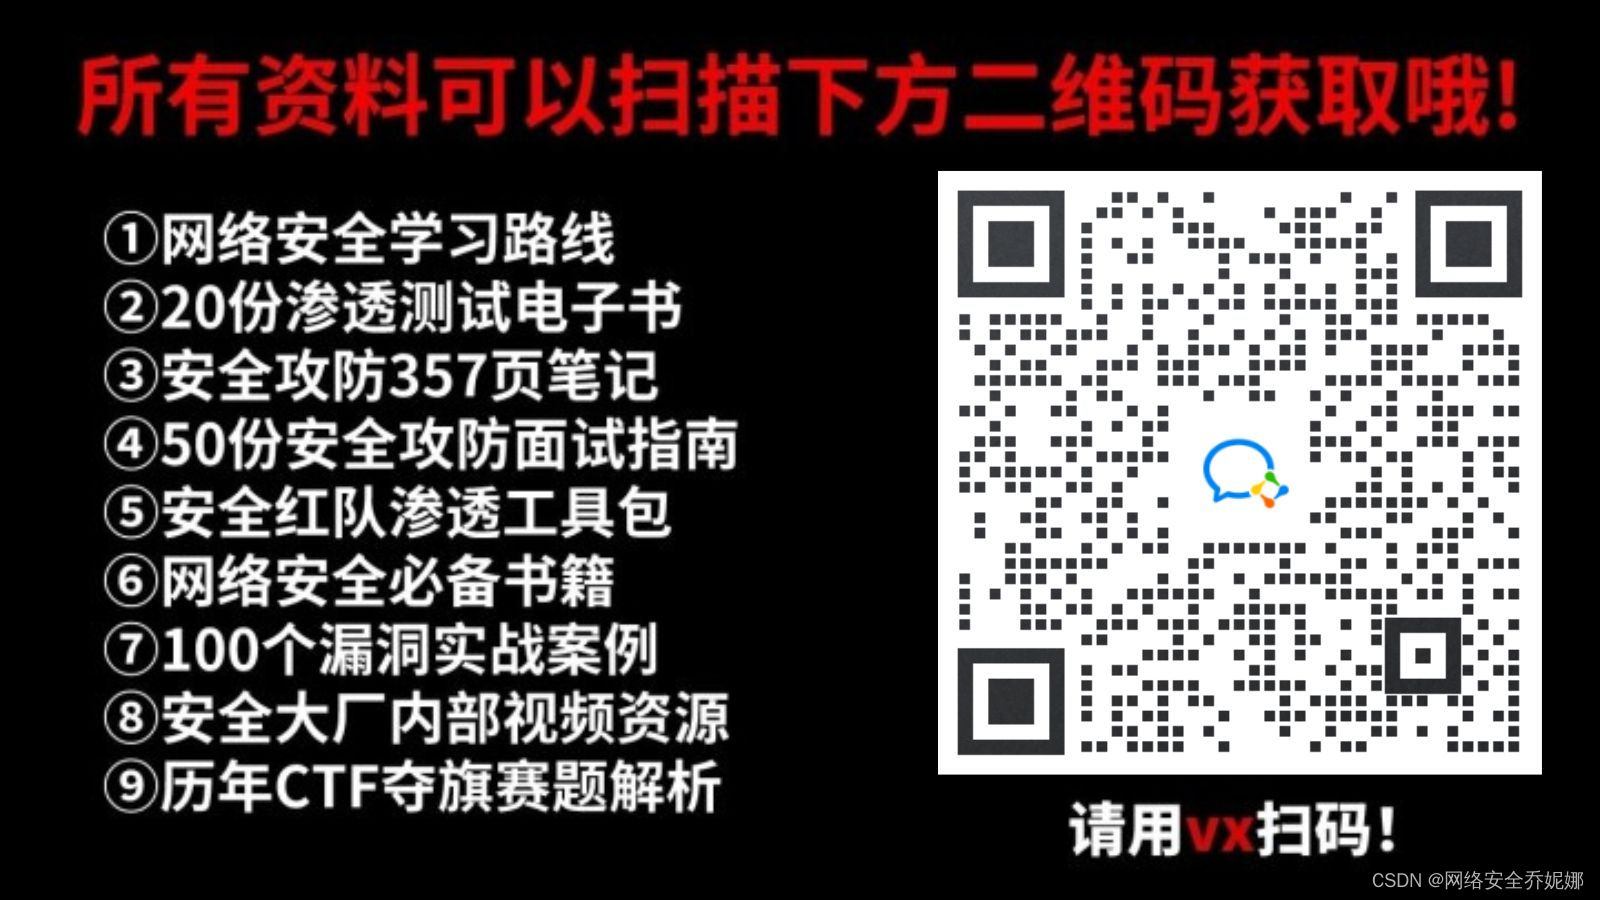 所有资料可以扫描下方二维码获取哦!
①网络安全学习路线
②20份渗透测试电子书
③安全攻防357页笔记
④50份安全攻防面试指南
⑤安全红队渗透工具包
⑥网络安全必备书籍
⑦100个漏洞实战案例
⑧安全大厂内部视频资源
⑨历年CTF夺旗赛题解析
请用vx扫码!
CSDN @网络安全乔妮娜